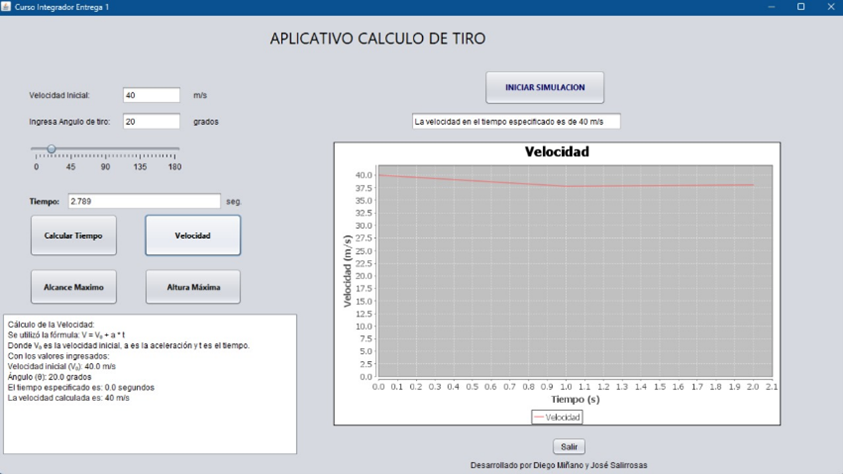 Curso Integrador Entrega 1
APLICATIVO CALCULO DE TIRO
Velocidad Inicial: 40 m/s
Ingresa Angulo de tiro: 20 grados
0 45 90 135 180
Tiempo: 2.789 seg.
Calcular Tiempo Velocidad
Alcance Maximo Altura Máxima
Cálculo de la Velocidad:
Se utilizó la fórmula: V = V₀ + a * t
Donde V₀ es la velocidad inicial, a es la aceleración y t es el tiempo.
Con los valores ingresados:
Velocidad inicial (V₀): 40.0 m/s
Ángulo (θ): 20.0 grados
El tiempo especificado es: 0.0 segundos
La velocidad calculada es: 40 m/s
INICIAR SIMULACION
La velocidad en el tiempo especificado es de 40 m/s
Velocidad
Velocidad (m/s)
40.0
37.5
35.0
32.5
30.0
27.5
25.0
22.5
20.0
17.5
15.0
12.5
10.0
7.5
5.0
2.5
0.0
0.0 0.1 0.2 0.3 0.4 0.5 0.6 0.7 0.8 0.9 1.0 1.1 1.2 1.3 1.4 1.5 1.6 1.7 1.8 1.9 2.0 2.1
Tiempo (s)
Velocidad
Salir
Desarrollado por Diego Miñano y José Salirrosas